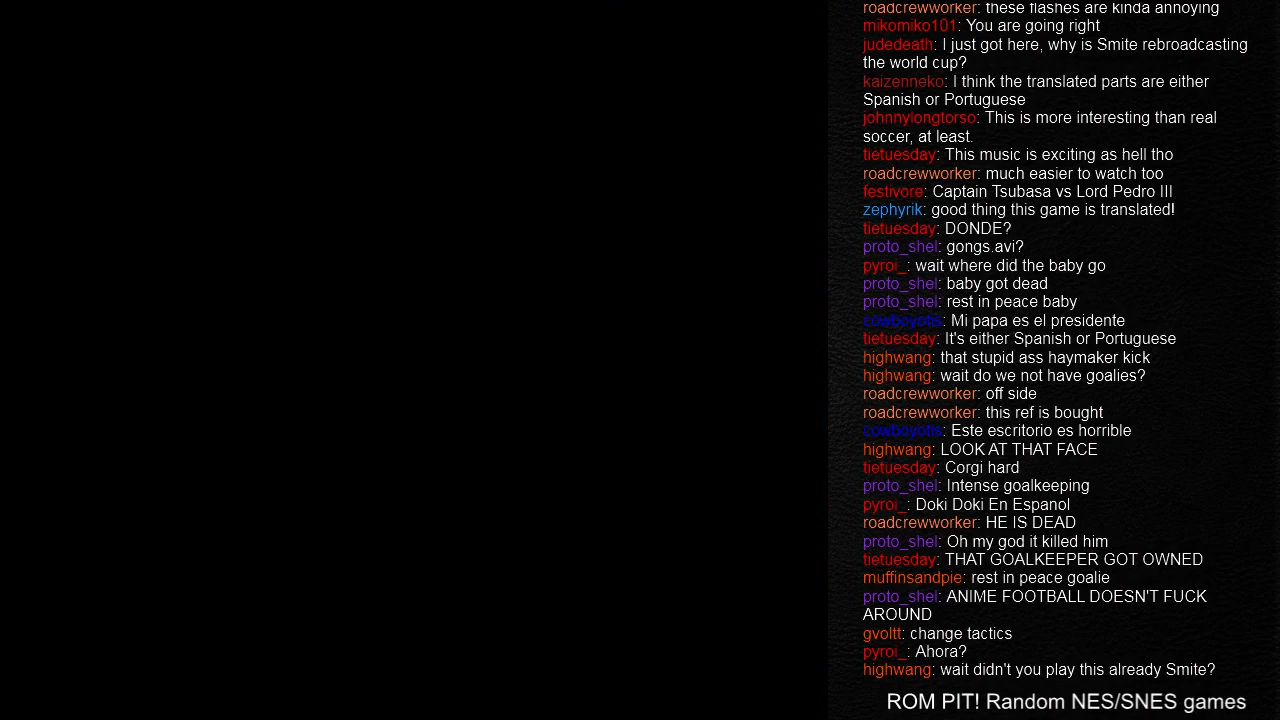 roadcrewworker: these flashes are kinda annoying
mikomiko101: You are going right
judedeath: I just got here, why is Smite rebroadcasting
the world cup?
kaizenneko: I think the translated parts are either
Spanish or Portuguese
johnnylongtorso: This is more interesting than real
soccer, at least.
tietuesday: This music is exciting as hell tho
roadcrewworker: much easier to watch too
festivore: Captain Tsubasa vs Lord Pedro III
zephyrik: good thing this game is translated!
tietuesday: DONDE?
proto_shel: gongs.avi?
pyroi_: wait where did the baby go
proto_shel: baby got dead
proto_shel: rest in peace baby
cowboyotis: Mi papa es el presidente
tietuesday: It's either Spanish or Portuguese
highwang: that stupid ass haymaker kick
highwang: wait do we not have goalies?
roadcrewworker: off side
roadcrewworker: this ref is bought
cowboyotis: Este escritorio es horrible
highwang: LOOK AT THAT FACE
tietuesday: Corgi hard
proto_shel: Intense goalkeeping
pyroi_: Doki Doki En Espanol
roadcrewworker: HE IS DEAD
proto_shel: Oh my god it killed him
tietuesday: THAT GOALKEEPER GOT OWNED
muffinsandpie: rest in peace goalie
proto_shel: ANIME FOOTBALL DOESN'T FUCK
AROUND
gvoltt: change tactics
pyroi_: Ahora?
highwang: wait didn't you play this already Smite?
ROM PIT! Random NES/SNES games